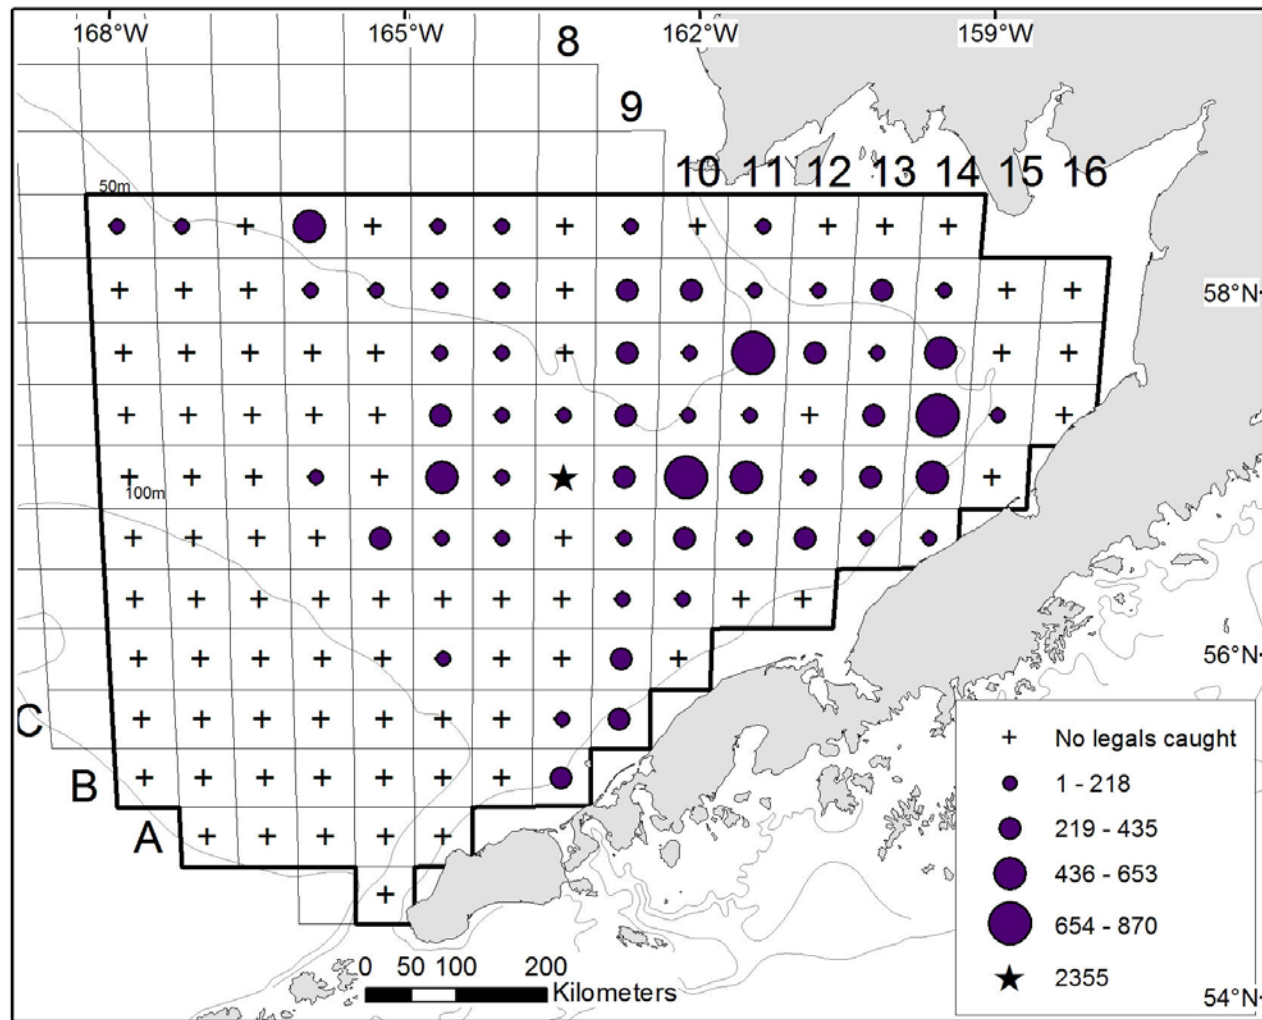 168°W 165°W 162°W 159°W
8
9
10 11 12 13 14 15 16
50m
58°N
100m
56°N
C
B
A
No legals caught
1 - 218
219 - 435
436 - 653
654 - 870
2355
0 50 100 200
Kilometers
54°N